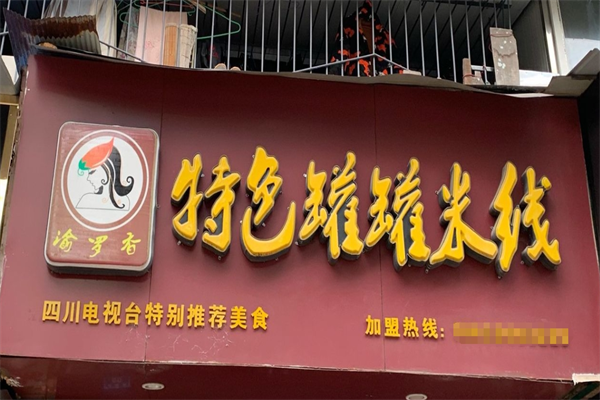 特色罐罐米线
渝罗香
四川电视台特别推荐美食
加盟热线: